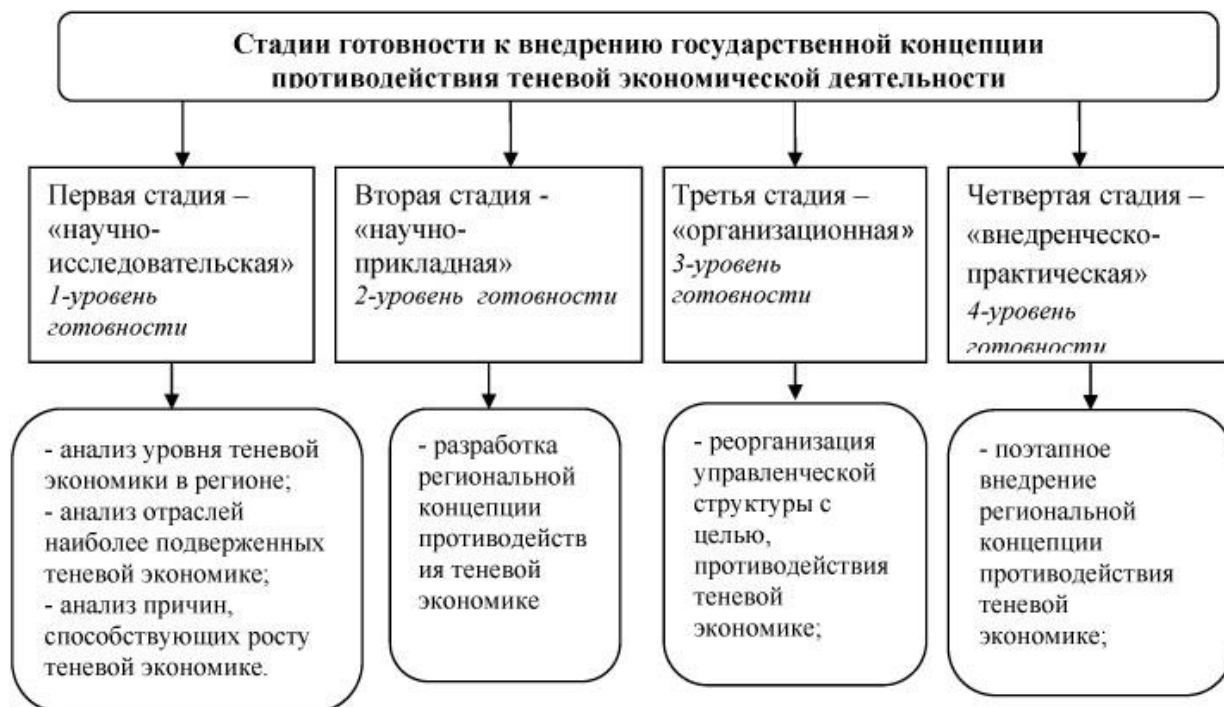 Стадии готовности к внедрению государственной концепции
противодействия теневой экономической деятельности
Первая стадия –
«научно-
исследовательская»
1-уровень
готовности
Вторая стадия -
«научно-
прикладная»
2-уровень готовности
Третья стадия –
«организационная»
3-уровень
готовности
Четвертая стадия –
«внедренческо-
практическая»
4-уровень
готовности
- анализ уровня теневой
экономики в регионе;
- анализ отраслей
наиболее подверженных
теневой экономике;
- анализ причин,
способствующих росту
теневой экономике.
- разработка
региональной
концепции
противодейств
ия теневой
экономике
- реорганизация
управленческой
структуры с
целью,
противодействия
теневой
экономике;
- поэтапное
внедрение
региональной
концепции
противодействия
теневой
экономике;